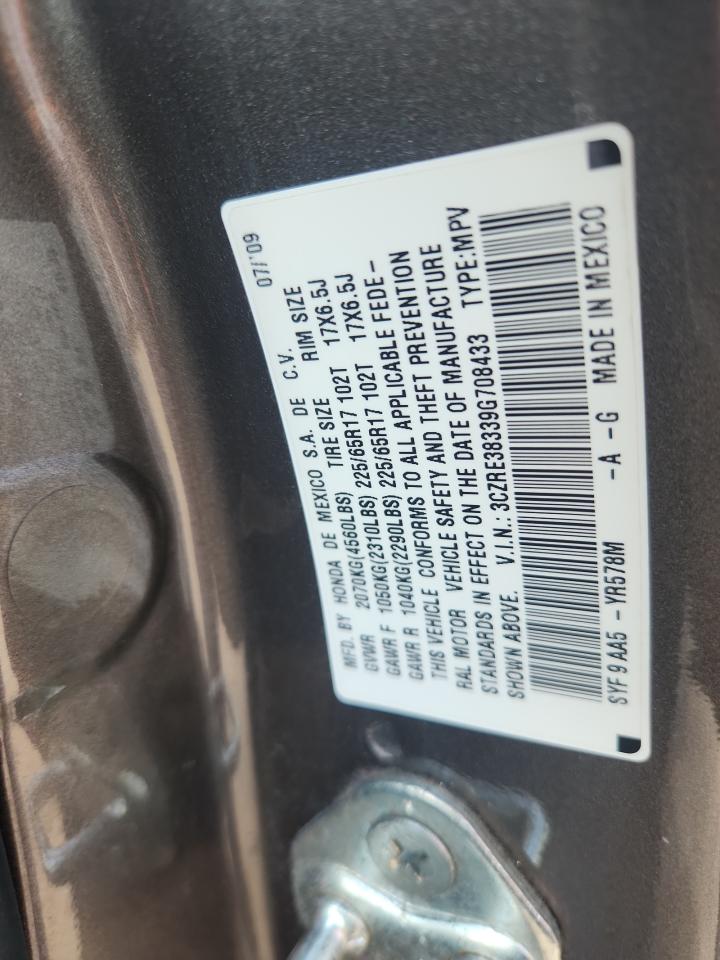 07/'09
MFD. BY HONDA DE MEXICO S.A. DE C.V.
GVWR 2070KG(4560LBS) TIRE SIZE RIM SIZE
GAWR F 1050KG(2310LBS) 225/65R17 102T 17X6.5J
GAWR R 1040KG(2290LBS) 225/65R17 102T 17X6.5J
THIS VEHICLE CONFORMS TO ALL APPLICABLE FEDE-
RAL MOTOR VEHICLE SAFETY AND THEFT PREVENTION
STANDARDS IN EFFECT ON THE DATE OF MANUFACTURE
SHOWN ABOVE. V.I.N.: 3CZRE38339G708433 TYPE:MPV
SYF 9 AA5 - YR578M -A -G MADE IN MEXICO